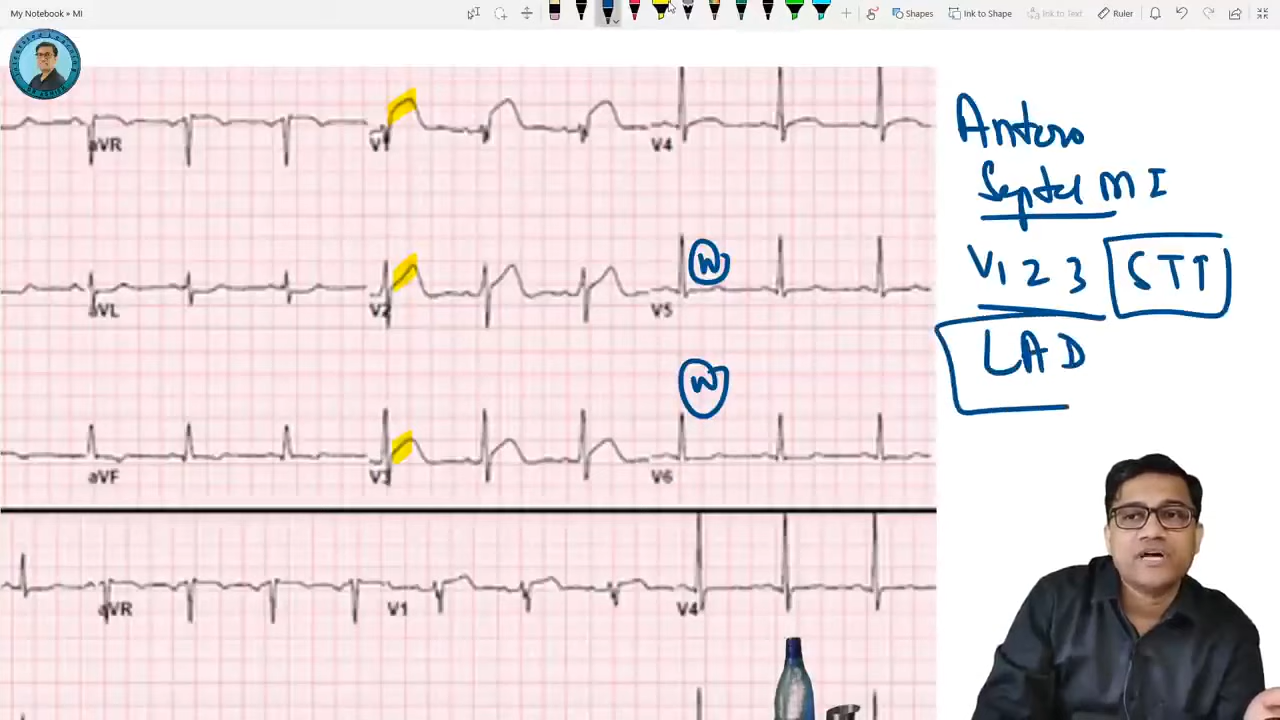 My Notebook » MI
Shapes
Ink to Shape
Ink to Text
Ruler
aVR
V1
V4
Antero
Septal MI
V1 2 3
STT
LAD
aVL
V2
V5
W
W
aVF
V3
V6
aVR
V1
V4